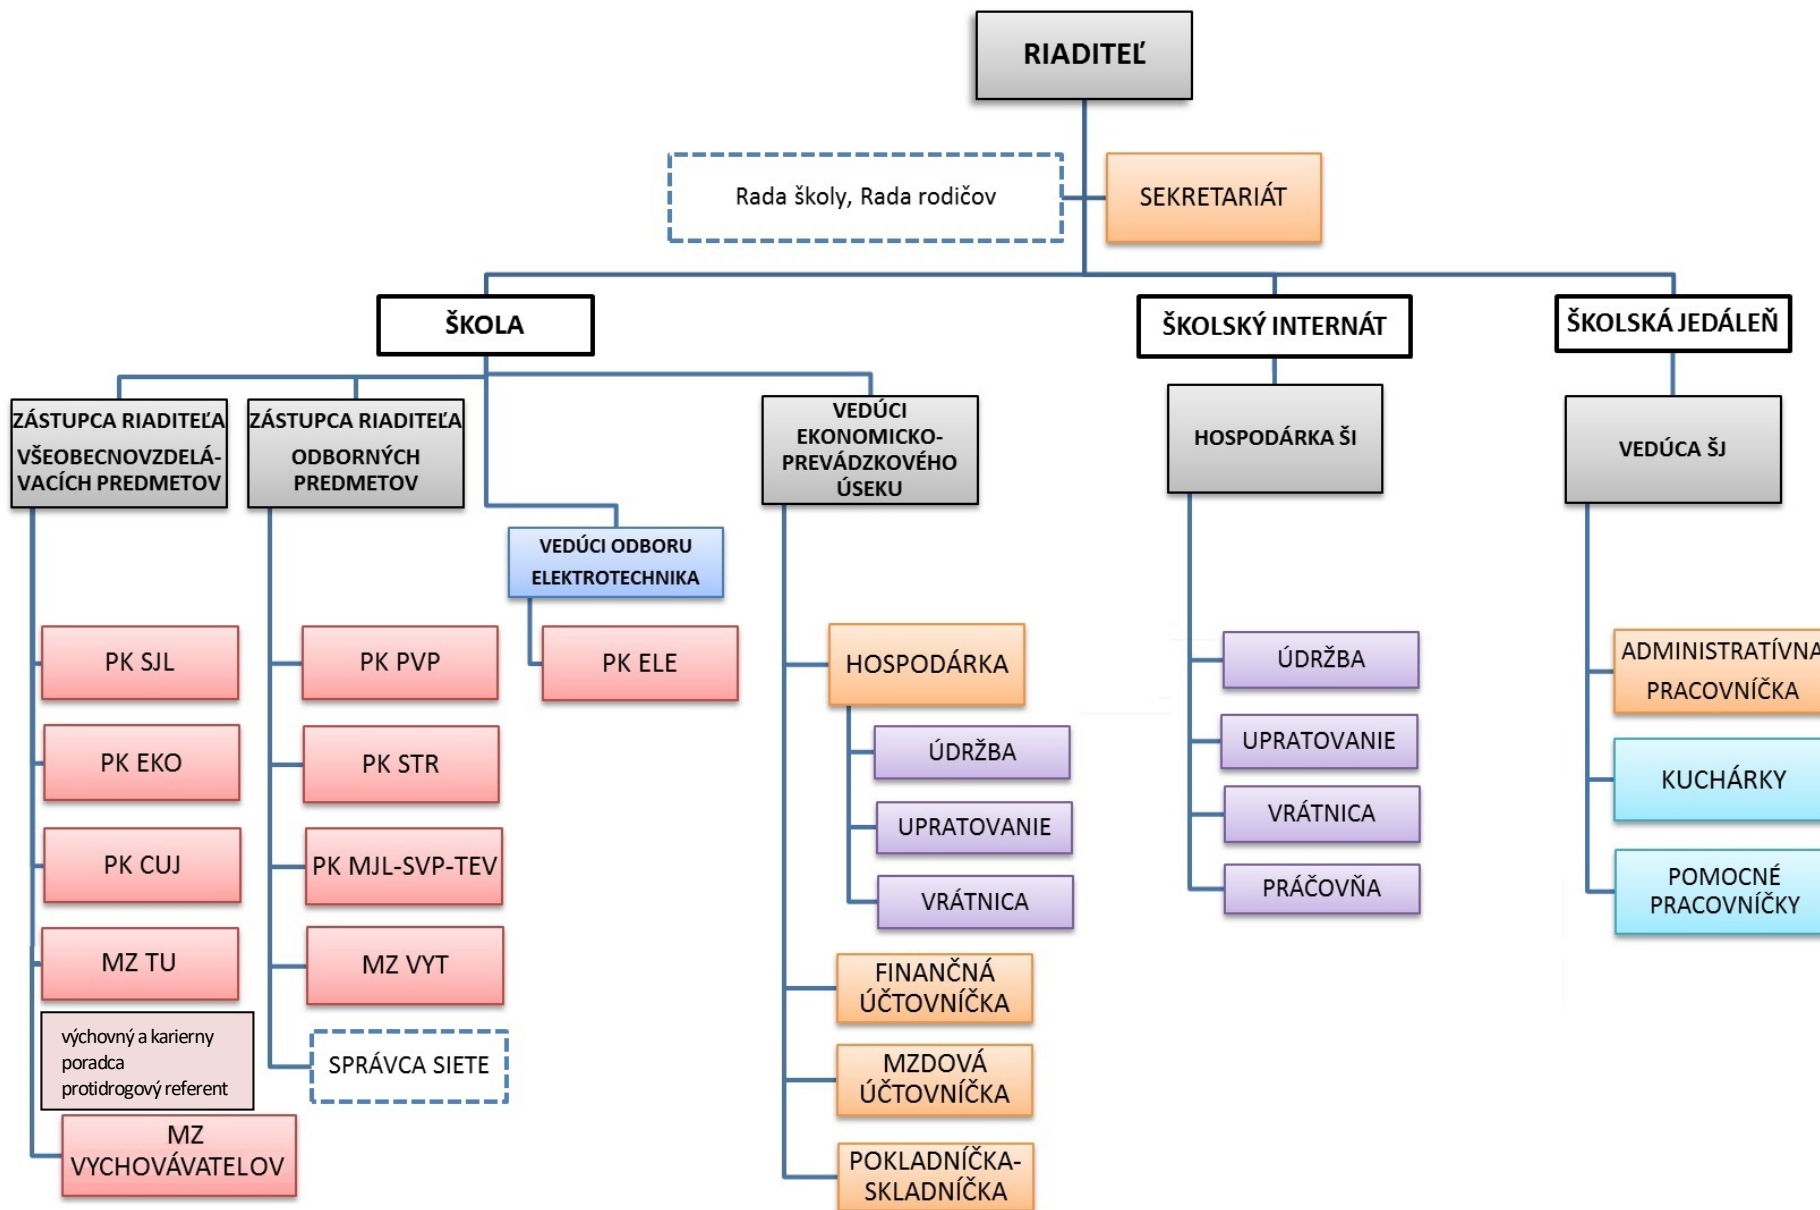 RIADITEĽ
Rada školy, Rada rodičov
SEKRETARIÁT
ŠKOLA
ŠKOLSKÝ INTERNÁT
ŠKOLSKÁ JEDÁLEŇ
ZÁSTUPCA RIADITEĽA
VŠEOBECNOVZDELÁ-
VACÍCH PREDMETOV
ZÁSTUPCA RIADITEĽA
ODBORNÝCH
PREDMETOV
VEDÚCI ODBORU
ELEKTROTECHNIKA
VEDÚCI
EKONOMICKO-
PREVÁDZKOVÉHO
ÚSEKU
HOSPODÁRKA ŠI
VEDÚCA ŠJ
PK SJL
PK EKO
PK CUJ
MZ TU
výchovný a karierny
poradca
protidrogový referent
MZ
VYCHOVÁVATELOV
PK PVP
PK STR
PK MJL-SVP-TEV
MZ VYT
SPRÁVCA SIETE
PK ELE
HOSPODÁRKA
ÚDRŽBA
UPRATOVANIE
VRÁTNICA
FINANČNÁ
ÚČTOVNÍČKA
MZDOVÁ
ÚČTOVNÍČKA
POKLADNÍČKA-
SKLADNÍČKA
ÚDRŽBA
UPRATOVANIE
VRÁTNICA
PRÁČOVŇA
ADMINISTRATÍVNA
PRACOVNÍČKA
KUCHÁRKY
POMOCNÉ
PRACOVNÍČKY